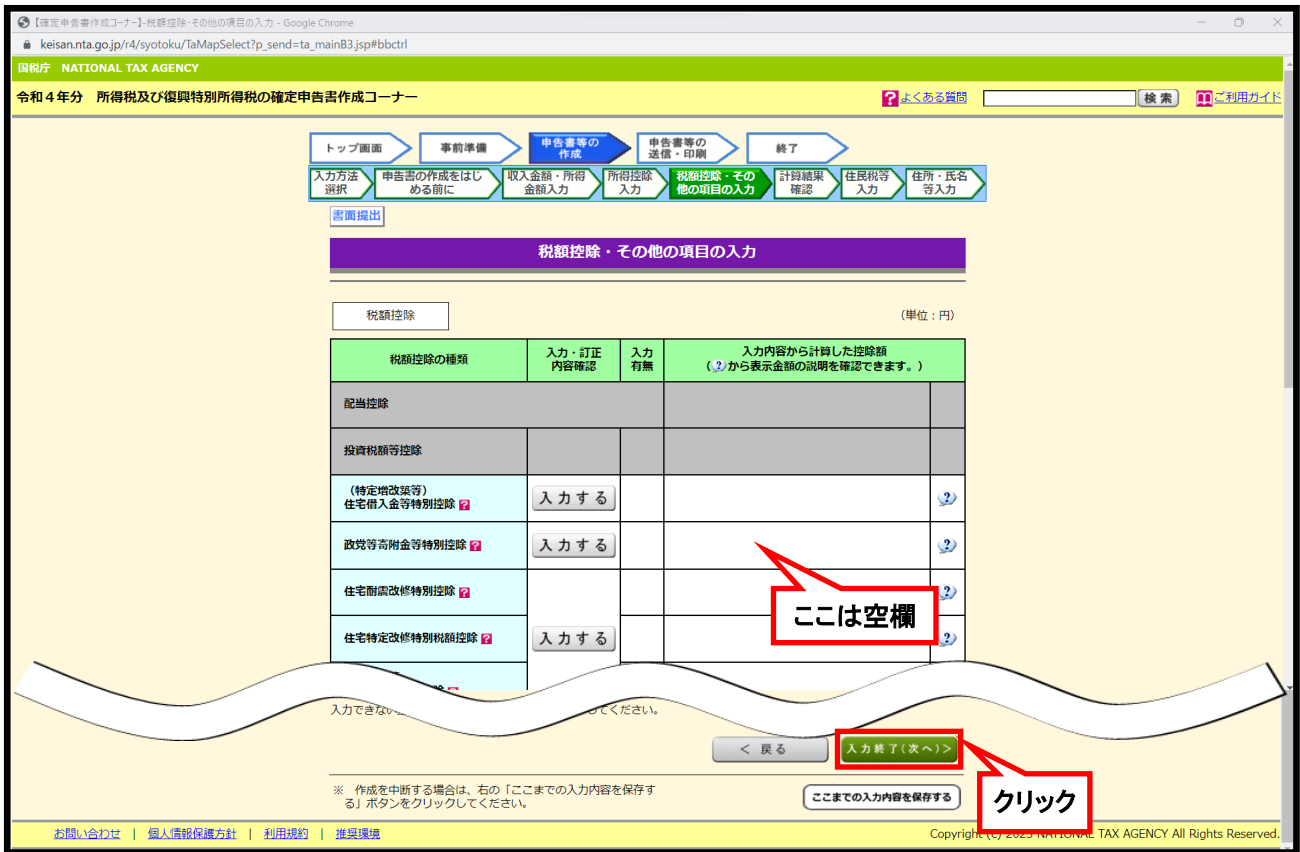 【確定申告書作成コーナー】-税額控除・その他の項目の入力 - Google Chrome
keisan.nta.go.jp/r4/syotoku/TaMapSelect?p_send=ta_mainB3.jsp#bbctrl
国税庁 NATIONAL TAX AGENCY
令和4年分 所得税及び復興特別所得税の確定申告書作成コーナー
よくある質問
検索
ご利用ガイド
トップ画面
事前準備
申告書等の
作成
申告書等の
送信・印刷
終了
入力方法
選択
申告書の作成をはじ
める前に
収入金額・所得
金額入力
所得控除
入力
税額控除・その
他の項目の入力
計算結果
確認
住民税等
入力
住所・氏名
等入力
書面提出
税額控除・その他の項目の入力
税額控除
(単位:円)
税額控除の種類
入力・訂正
内容確認
入力
有無
入力内容から計算した控除額
(?から表示金額の説明を確認できます。)
配当控除
投資税額等控除
(特定増改築等)
住宅借入金等特別控除 ?
入力する
?
政党等寄附金等特別控除 ?
入力する
?
住宅耐震改修特別控除 ?
?
ここは空欄
住宅特定改修特別税額控除 ?
入力する
?
入力できない
てください。
< 戻る
入力終了(次へ)>
※ 作成を中断する場合は、右の「ここまでの入力内容を保存す
る」ボタンをクリックしてください。
ここまでの入力内容を保存する
クリック
お問い合わせ | 個人情報保護方針 | 利用規約 | 推奨環境
Copyright (c) 2023 NATIONAL TAX AGENCY All Rights Reserved.